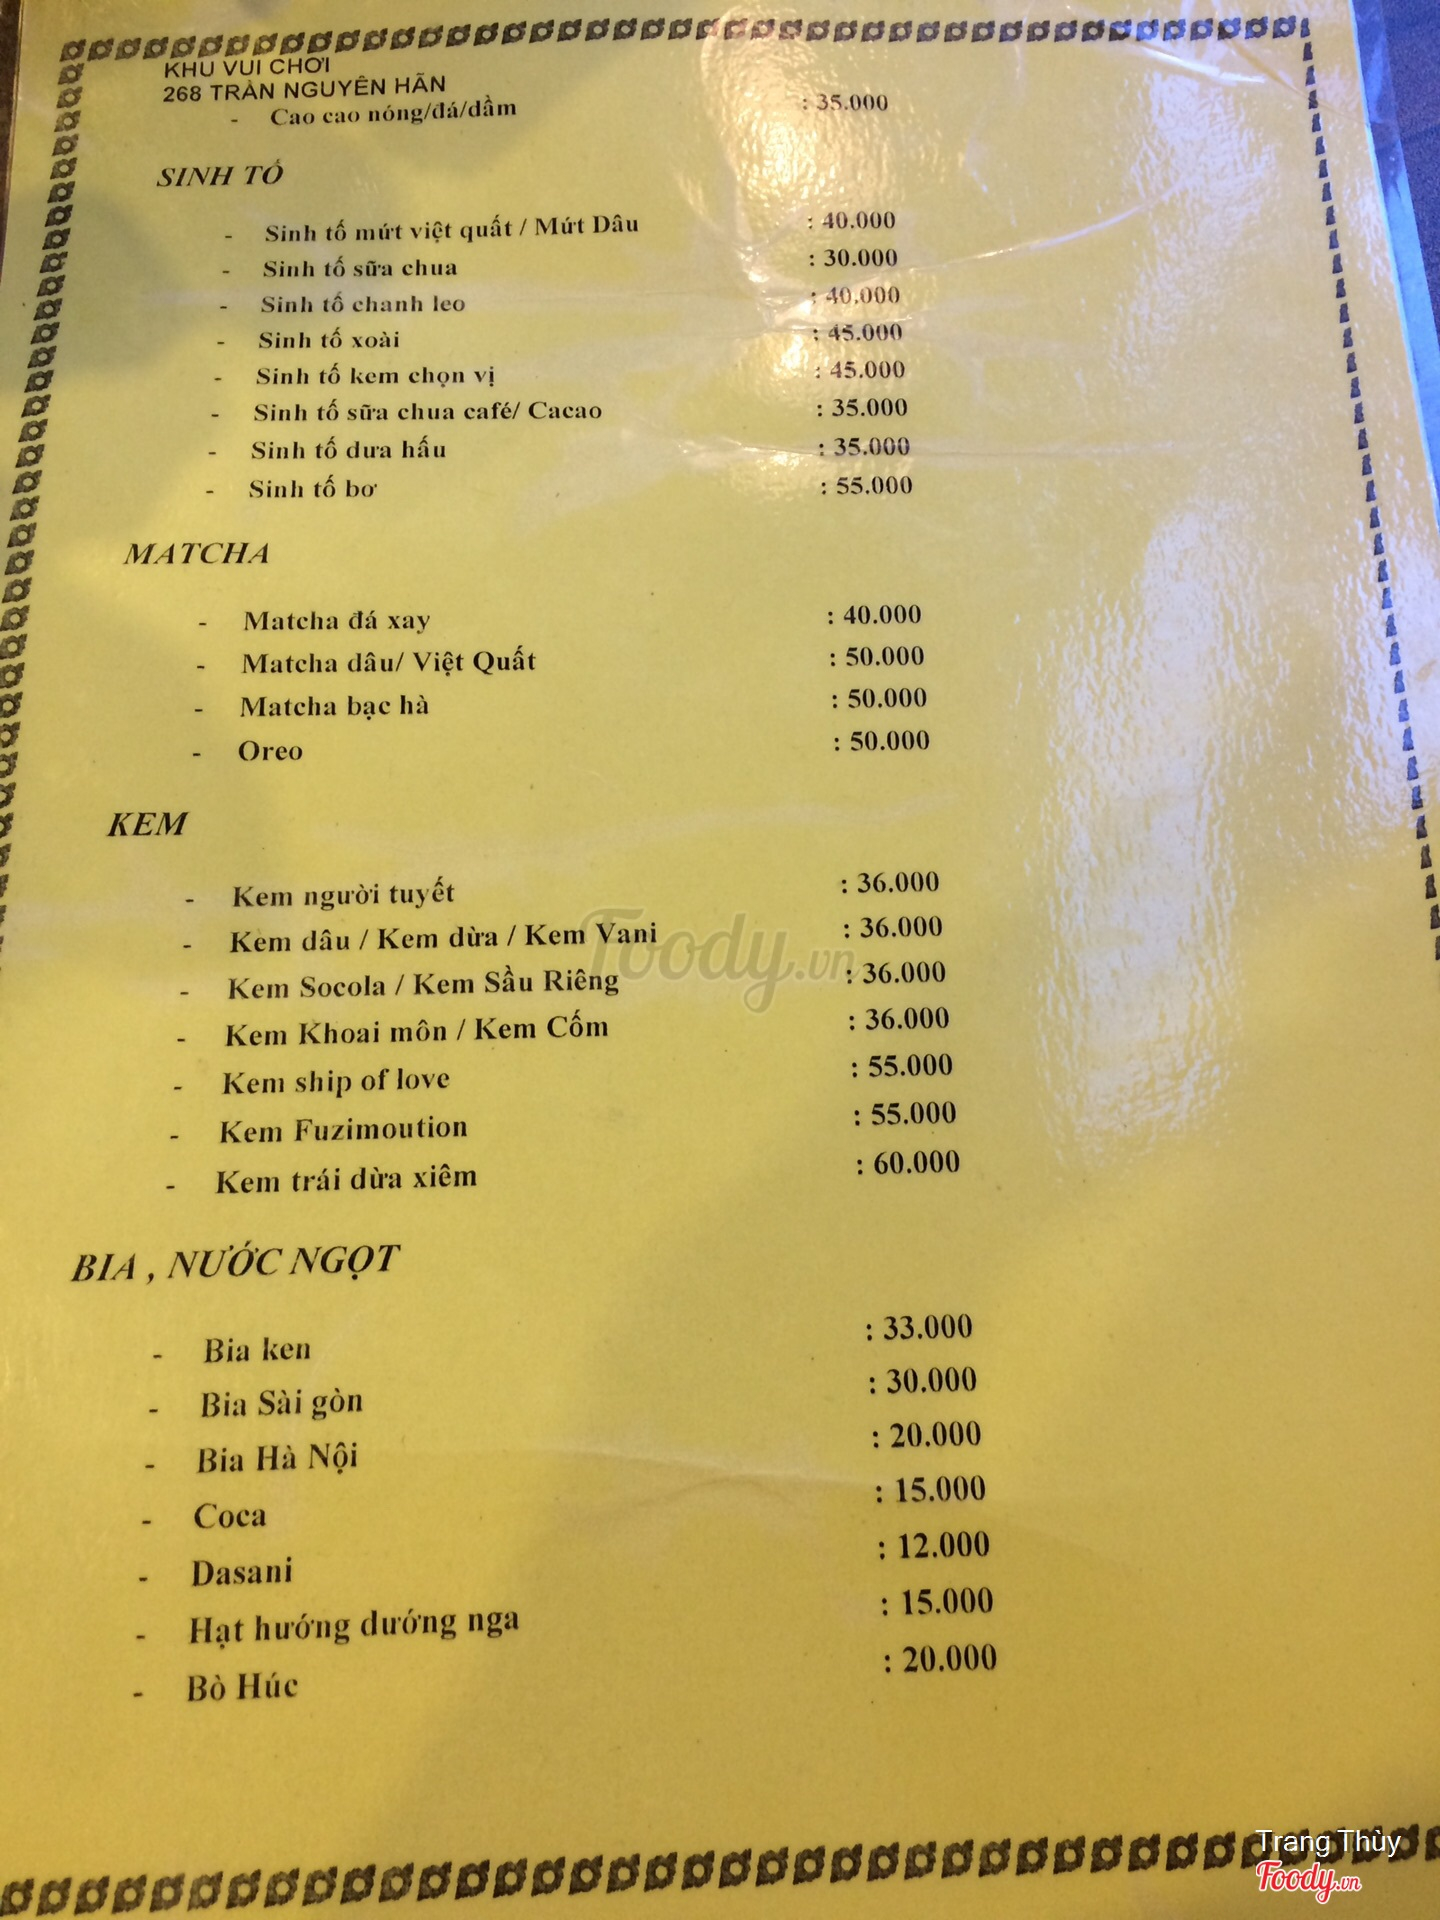 KHU VUI CHƠI
268 TRẦN NGUYÊN HÃN
- Cao cao nóng/đá/dầm : 35.000
SINH TỐ
- Sinh tố mứt việt quất / Mứt Dâu : 40.000
- Sinh tố sữa chua : 30.000
- Sinh tố chanh leo : 40.000
- Sinh tố xoài : 45.000
- Sinh tố kem chọn vị : 45.000
- Sinh tố sữa chua café/ Cacao : 35.000
- Sinh tố dưa hấu : 35.000
- Sinh tố bơ : 55.000
MATCHA
- Matcha đá xay : 40.000
- Matcha dâu/ Việt Quất : 50.000
- Matcha bạc hà : 50.000
- Oreo : 50.000
KEM
- Kem người tuyết : 36.000
- Kem dâu / Kem dừa / Kem Vani : 36.000
- Kem Socola / Kem Sầu Riêng : 36.000
- Kem Khoai môn / Kem Cốm : 36.000
- Kem ship of love : 55.000
- Kem Fuzimoution : 55.000
- Kem trái dừa xiêm : 60.000
BIA , NƯỚC NGỌT
- Bia ken : 33.000
- Bia Sài gòn : 30.000
- Bia Hà Nội : 20.000
- Coca : 15.000
- Dasani : 12.000
- Hạt hướng dướng nga : 15.000
- Bò Húc : 20.000
Foody.vn
Trang Thùy
Foody.vn